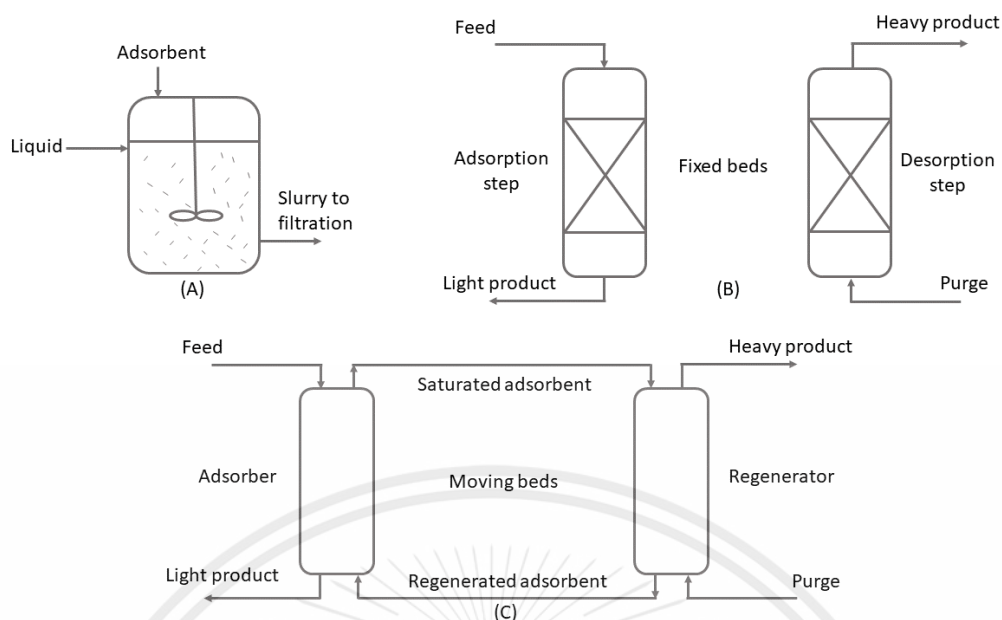 Adsorbent
Liquid
Slurry to
filtration
(A)
Feed
Adsorption
step
Light product
Fixed beds
(B)
Heavy product
Desorption
step
Purge
Feed
Saturated adsorbent
Heavy product
Adsorber
Moving beds
Regenerator
Light product
Regenerated adsorbent
Purge
(C)